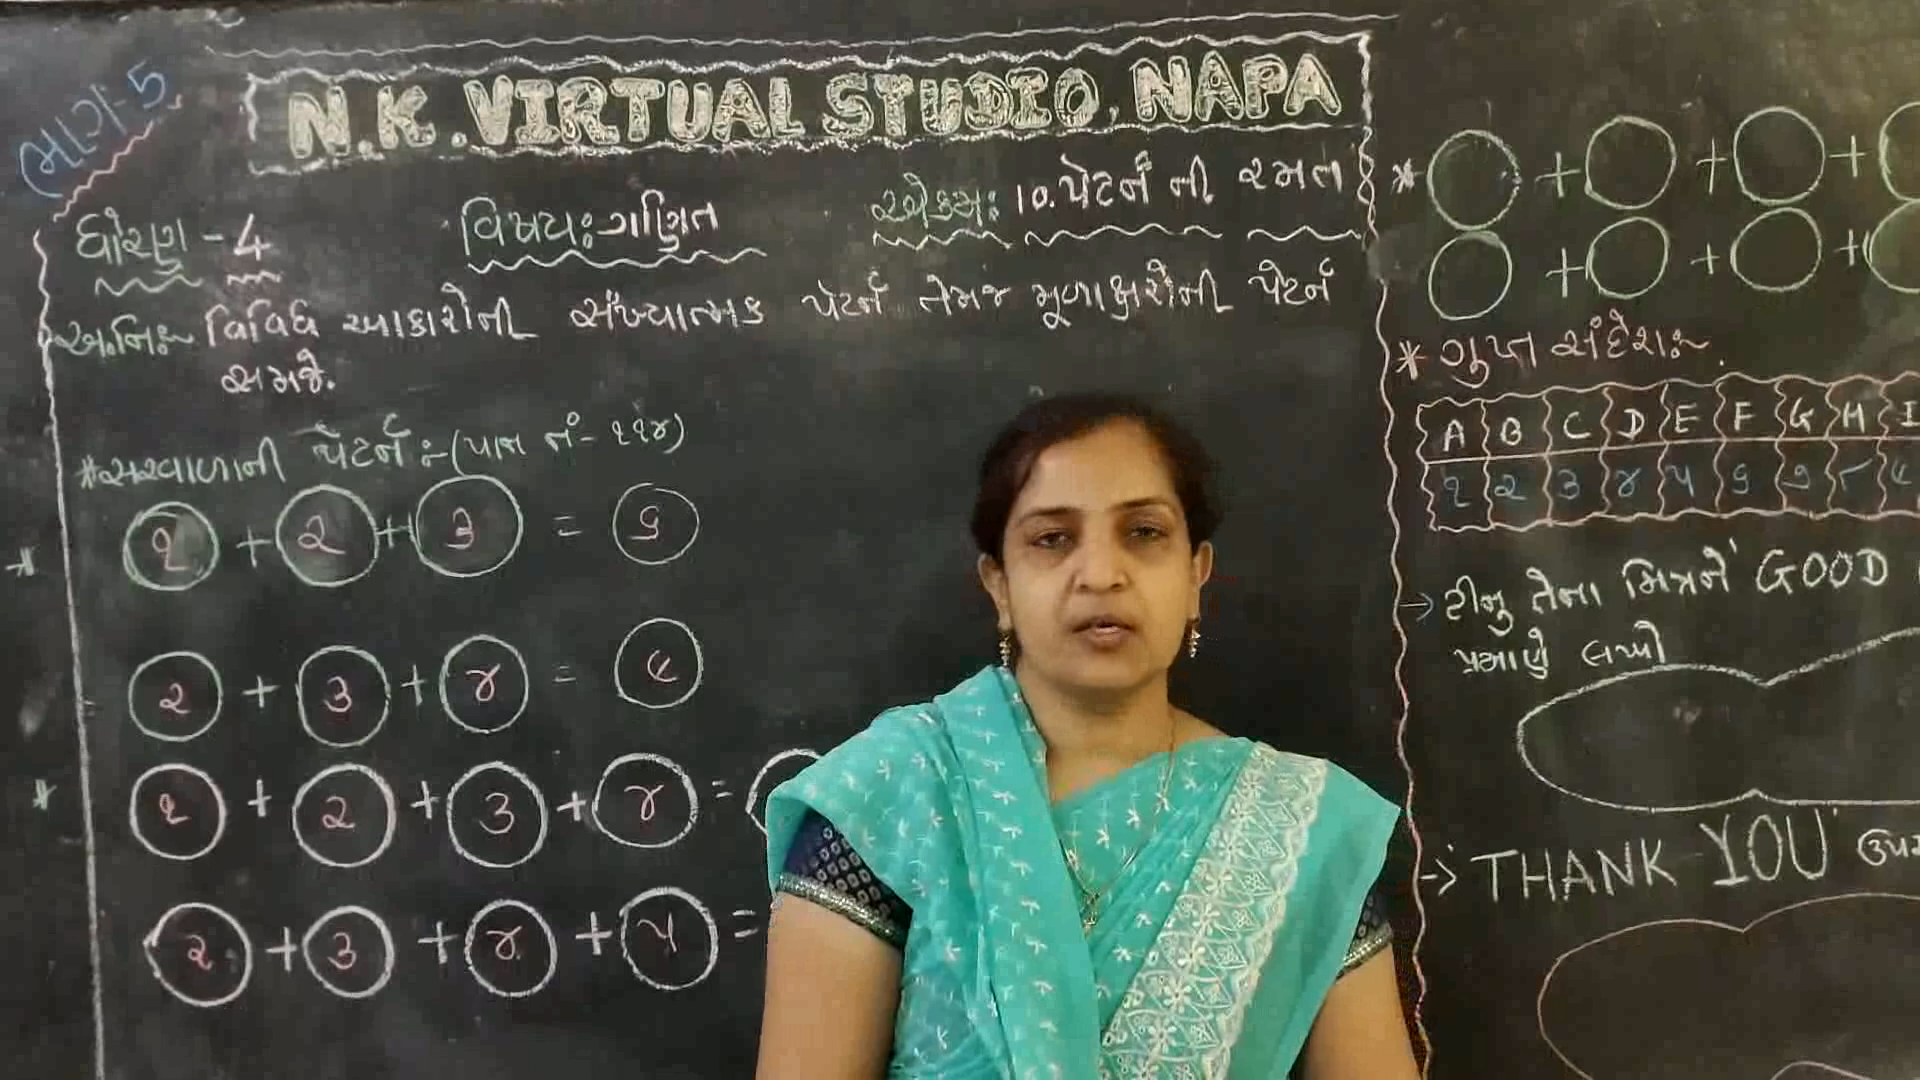 ભાગ-5
N.K. VIRTUAL STUDIO, NAPA
ધોરણ - 4 વિષય: ગણિત એકમ: 10. પેટર્ન ની રમત
અ.નિ:- વિવિધ આકારોની સંખ્યાત્મક પેટર્ન તેમજ મૂળાક્ષરોની પેટર્ન
સમજે.
*સરવાળાની પેટર્ન :- (પાન નં- ૧૧૪)
* ૧ + ૨ + ૩ = ૬
૨ + ૩ + ૪ = ૯
* ૧ + ૨ + ૩ + ૪ =
૨ + ૩ + ૪ + ૫ =
* + + +
+ + +
* ગુપ્ત સંદેશ:-
A B C D E F G H I
૧ ૨ ૩ ૪ ૫ ૬ ૭ ૮ ૯
→ ટીનુ તેના મિત્રને 'GOOD
પ્રમાણે લખો
→ 'THANK YOU'